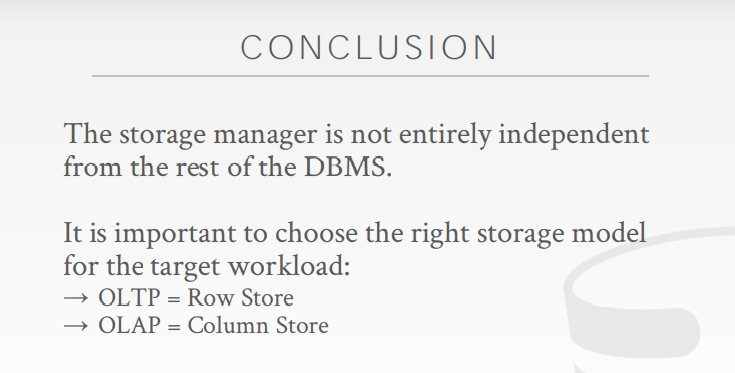 CONCLUSION
The storage manager is not entirely independent
from the rest of the DBMS.
It is important to choose the right storage model
for the target workload:
→ OLTP = Row Store
→ OLAP = Column Store